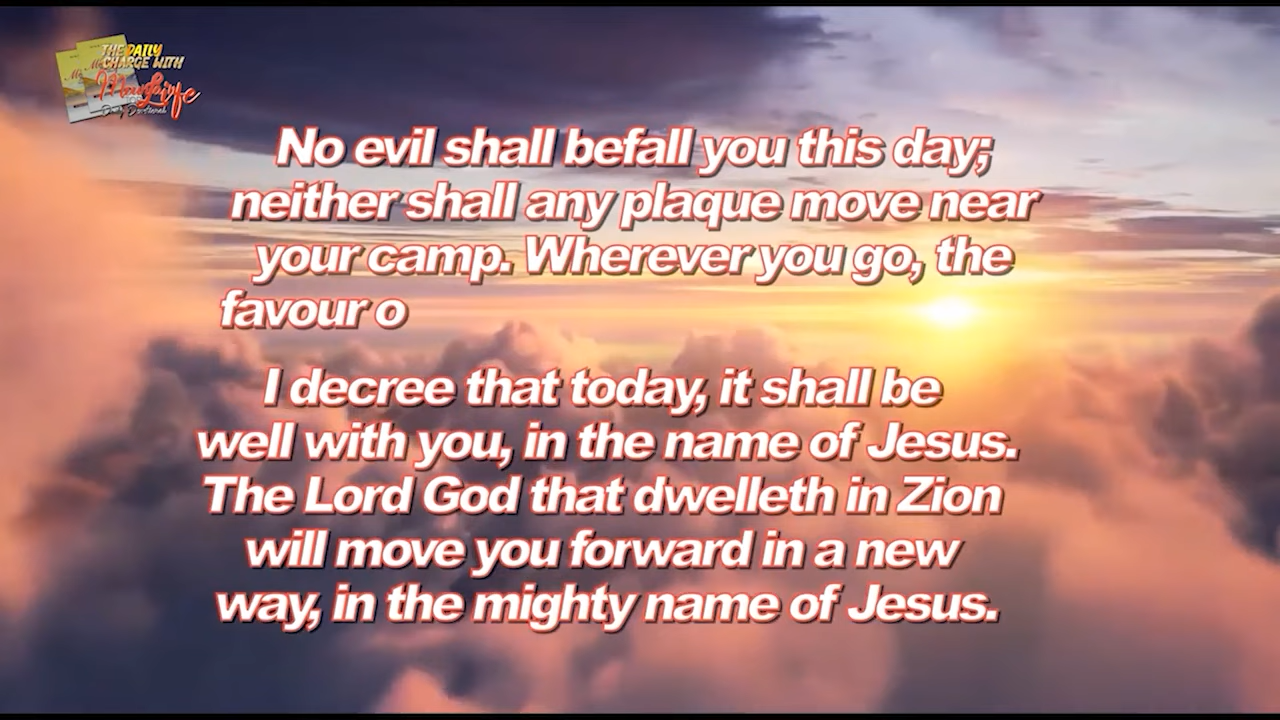 THE DAILY
CHARGE WITH
No evil shall befall you this day;
neither shall any plaque move near
your camp. Wherever you go, the
favour o
I decree that today, it shall be
well with you, in the name of Jesus.
The Lord God that dwelleth in Zion
will move you forward in a new
way, in the mighty name of Jesus.